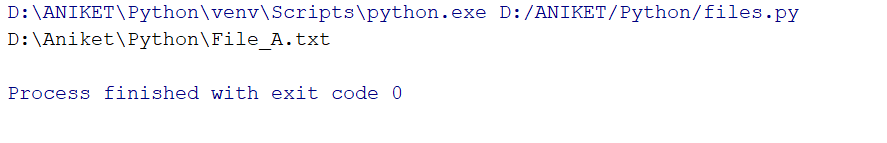 D:\ANIKET\Python\venv\Scripts\python.exe D:/ANIKET/Python/files.py
D:\Aniket\Python\File_A.txt
Process finished with exit code 0